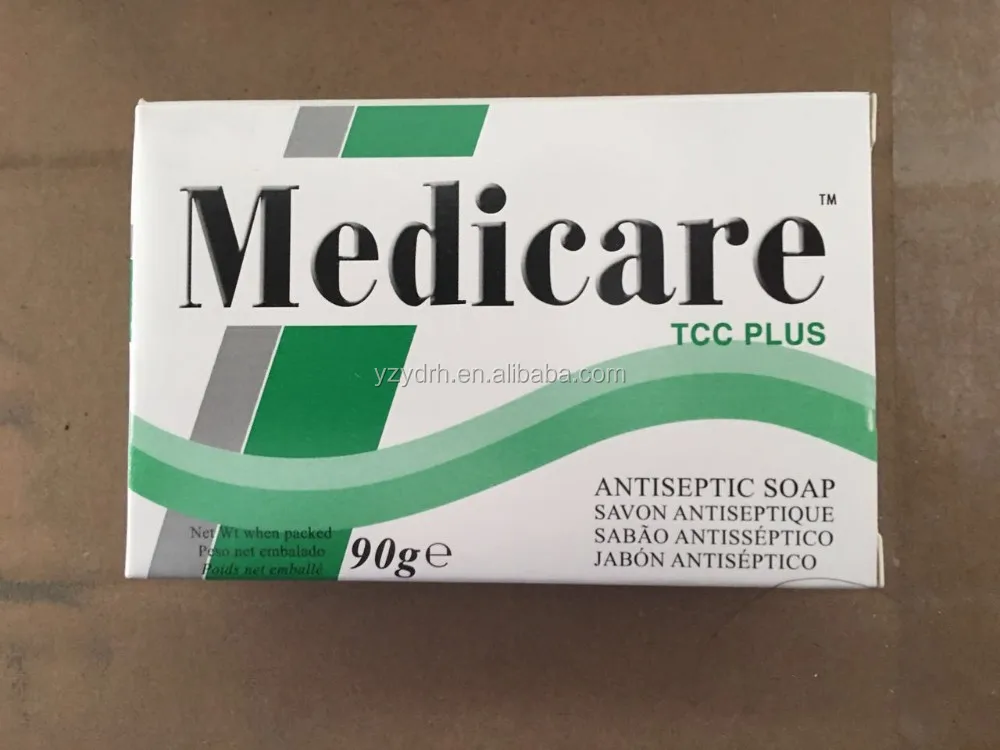 Medicare™
TCC PLUS
yzydrh.en.alibaba.com
ANTISEPTIC SOAP
SAVON ANTISEPTIQUE
SABÃO ANTISSÉPTICO
JABÓN ANTISÉPTICO
Net Wt when packed
Peso net embalado
Poids net emballé
90g℮